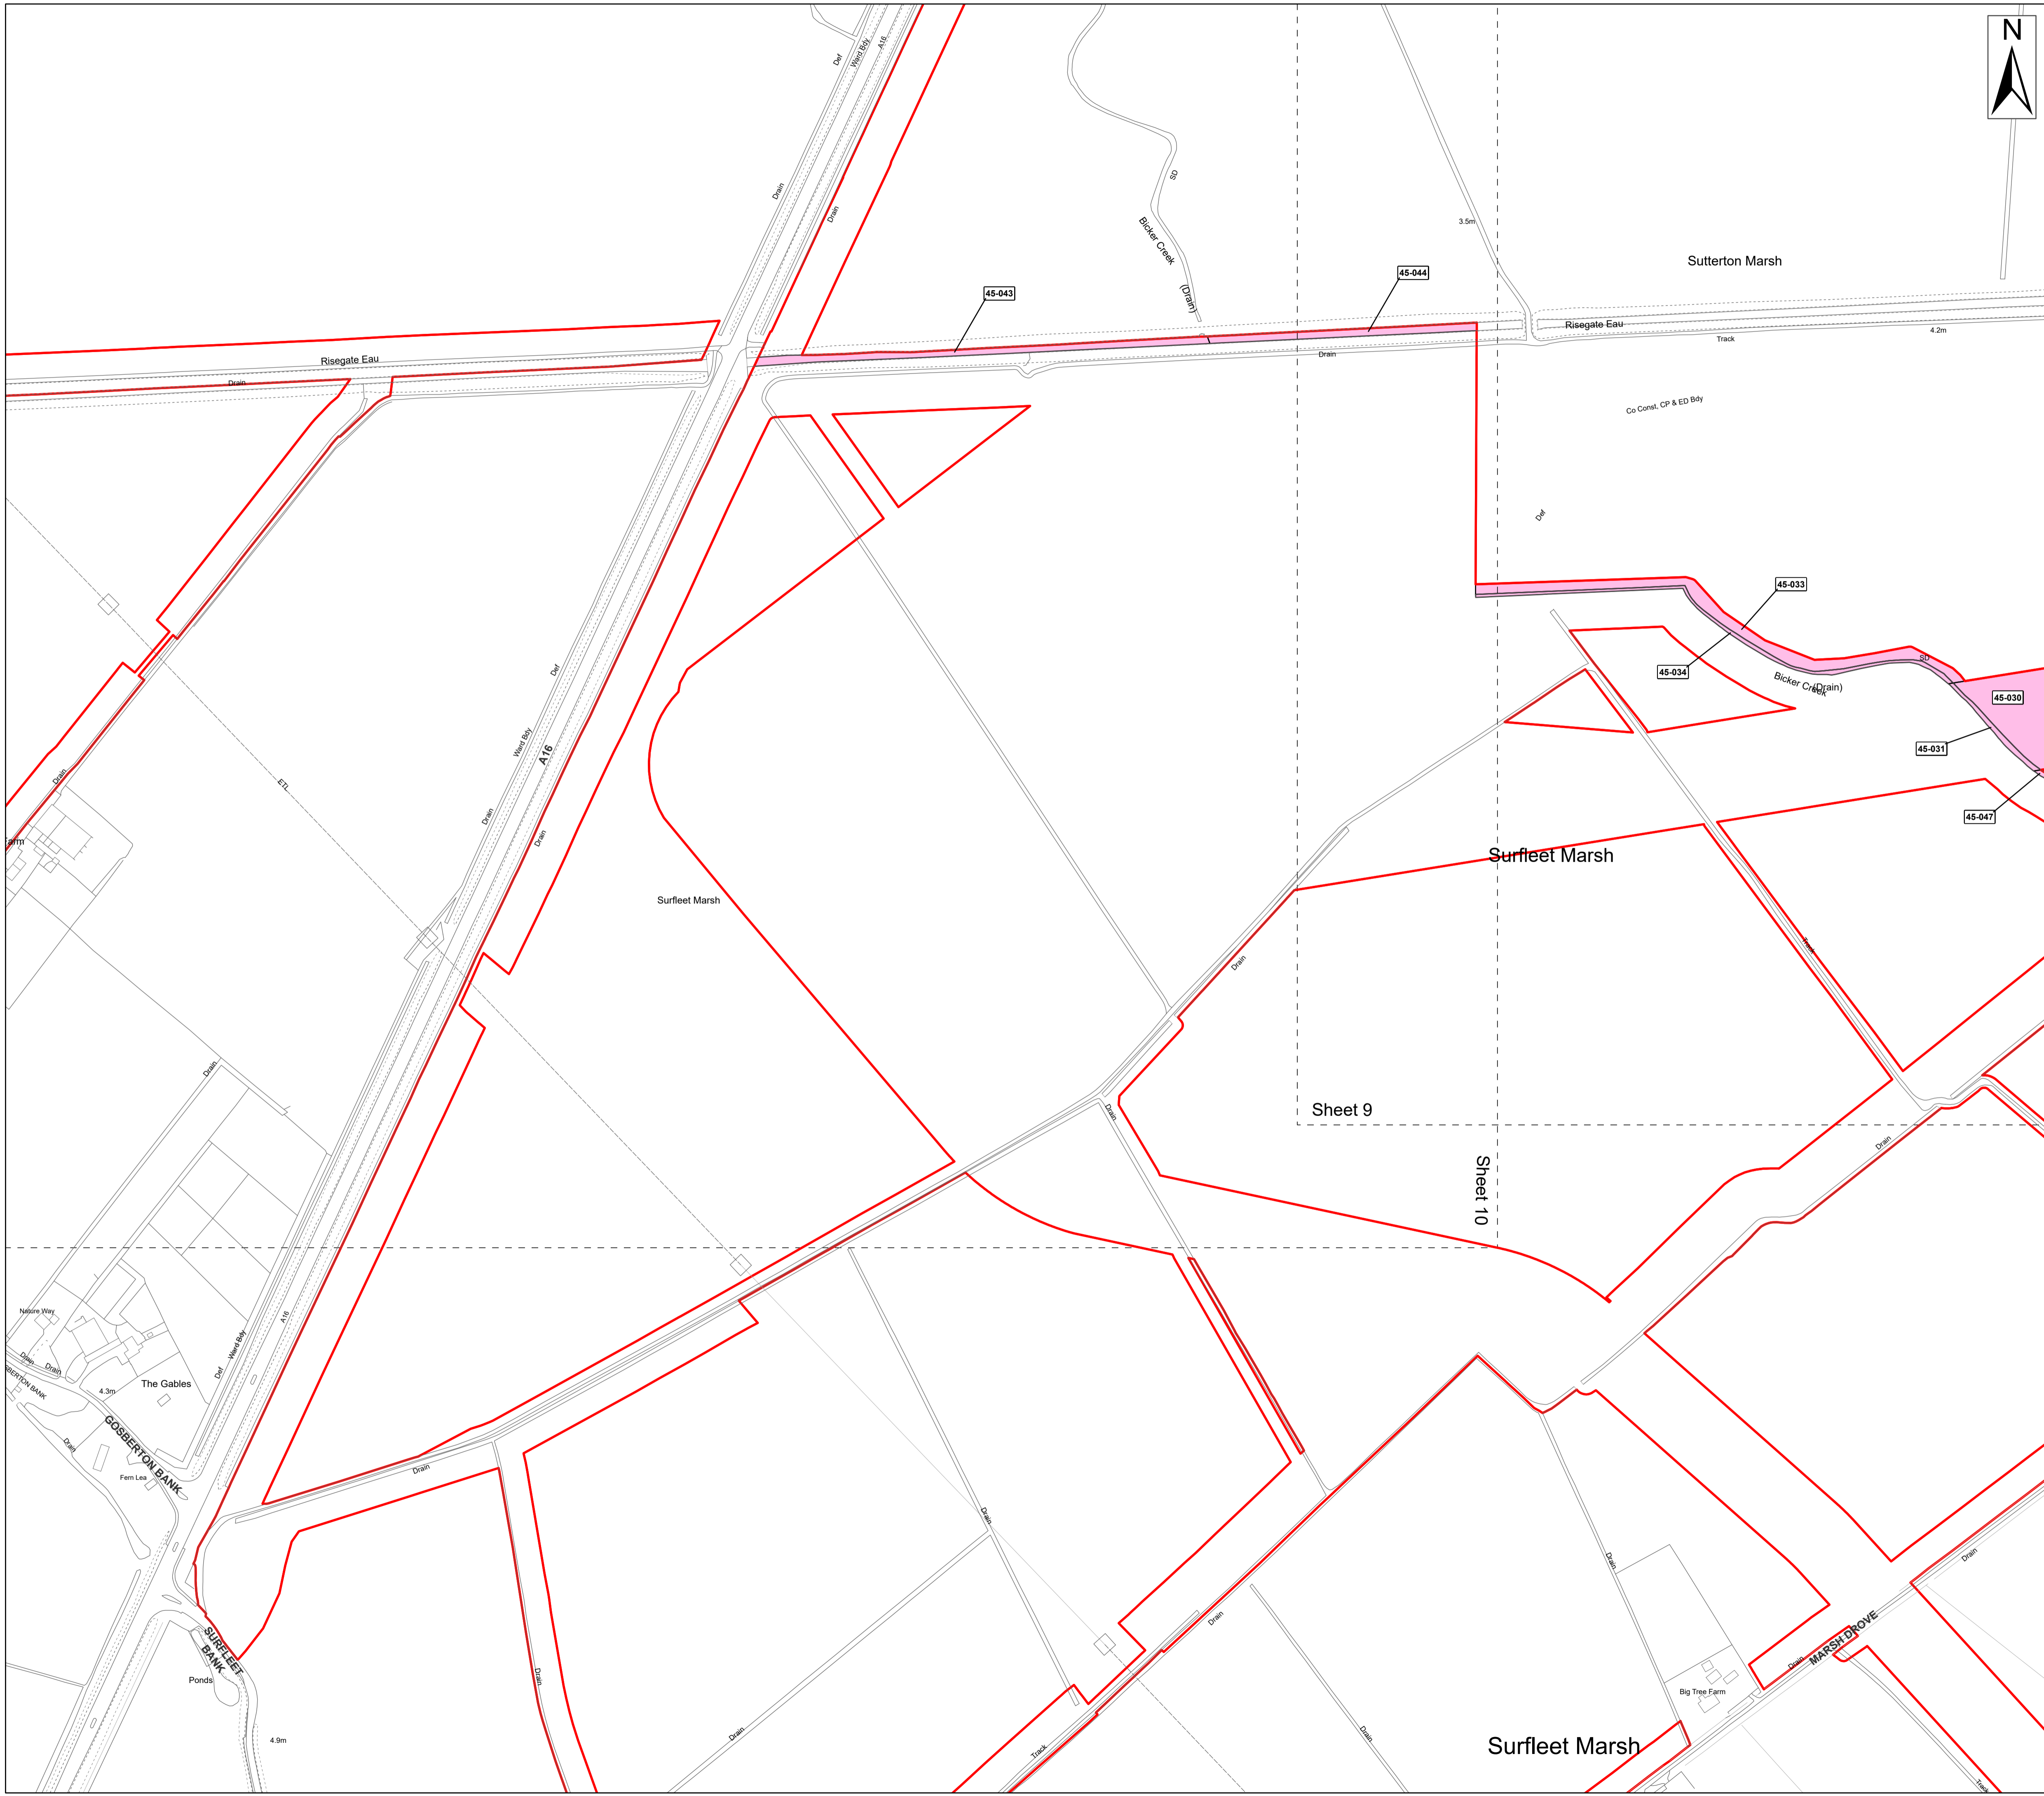 N
Def
Ward Bdy
A16
Drain
Drain
SD
Bicker Creek
(Drain)
3.5m
Sutterton Marsh
45-043
45-044
Risegate Eau
4.2m
Track
Risegate Eau
Drain
Drain
Co Const, CP & ED Bdy
Def
45-033
45-034
SD
Bicker Creek
(Drain)
45-030
45-031
45-047
Def
Ward Bdy
A16
Drain
Drain
Drain
ETL
arm
Surfleet Marsh
Surfleet Marsh
Track
Drain
Drain
Drain
Sheet 9
Sheet 10
Drain
Nature Way
Drain
Drain
SBERTON BANK
4.3m
The Gables
Def
Ward Bdy
A16
GOSBERTON BANK
Fern Lea
Drain
Drain
Drain
Drain
Drain
Drain
SURFLEET
BANK
Ponds
Drain
4.9m
Drain
Drain
Track
Drain
MARSH DROVE
Big Tree Farm
Surfleet Marsh
Track